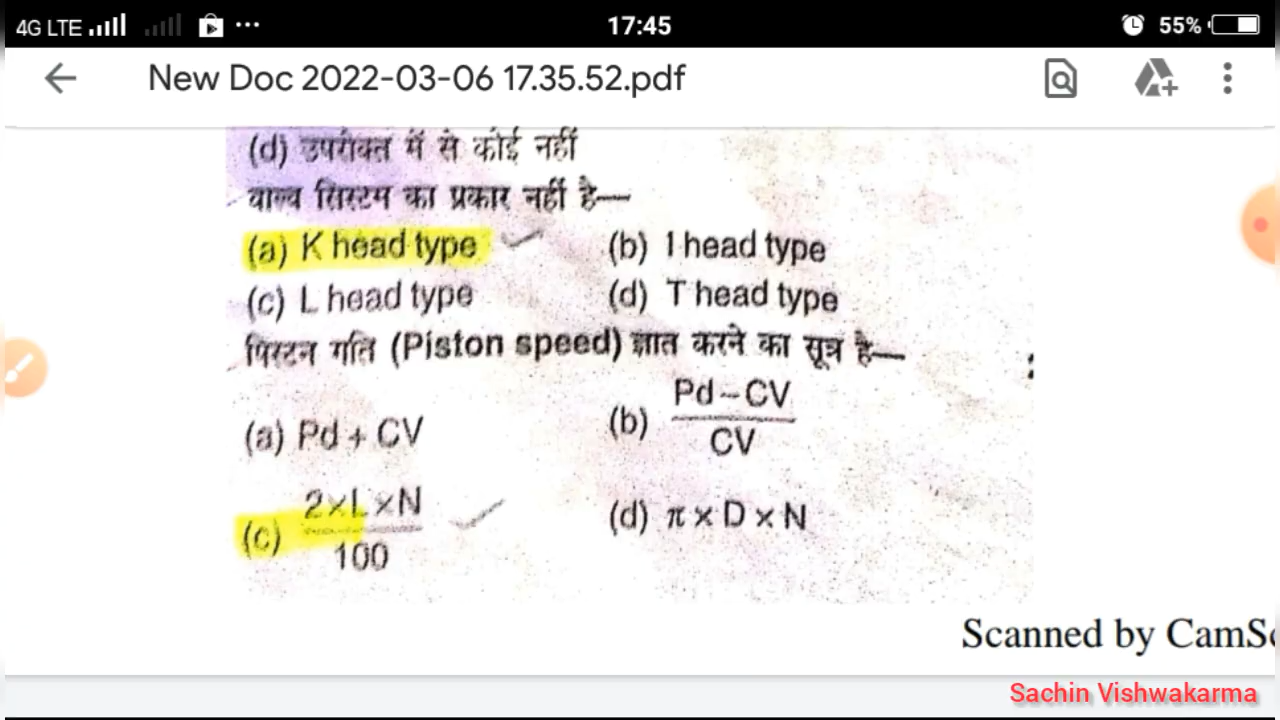 4G LTE 17:45 55%
New Doc 2022-03-06 17.35.52.pdf
(d) उपरोक्त में से कोई नहीं
वाल्व सिस्टम का प्रकार नहीं है—
(a) K head type (b) I head type
(c) L head type (d) T head type
पिस्टन गति (Piston speed) ज्ञात करने का सूत्र है—
(a) Pd + CV (b) Pd – CV / CV
(c) 2×L×N / 100 (d) π × D × N
Scanned by CamSc
Sachin Vishwakarma